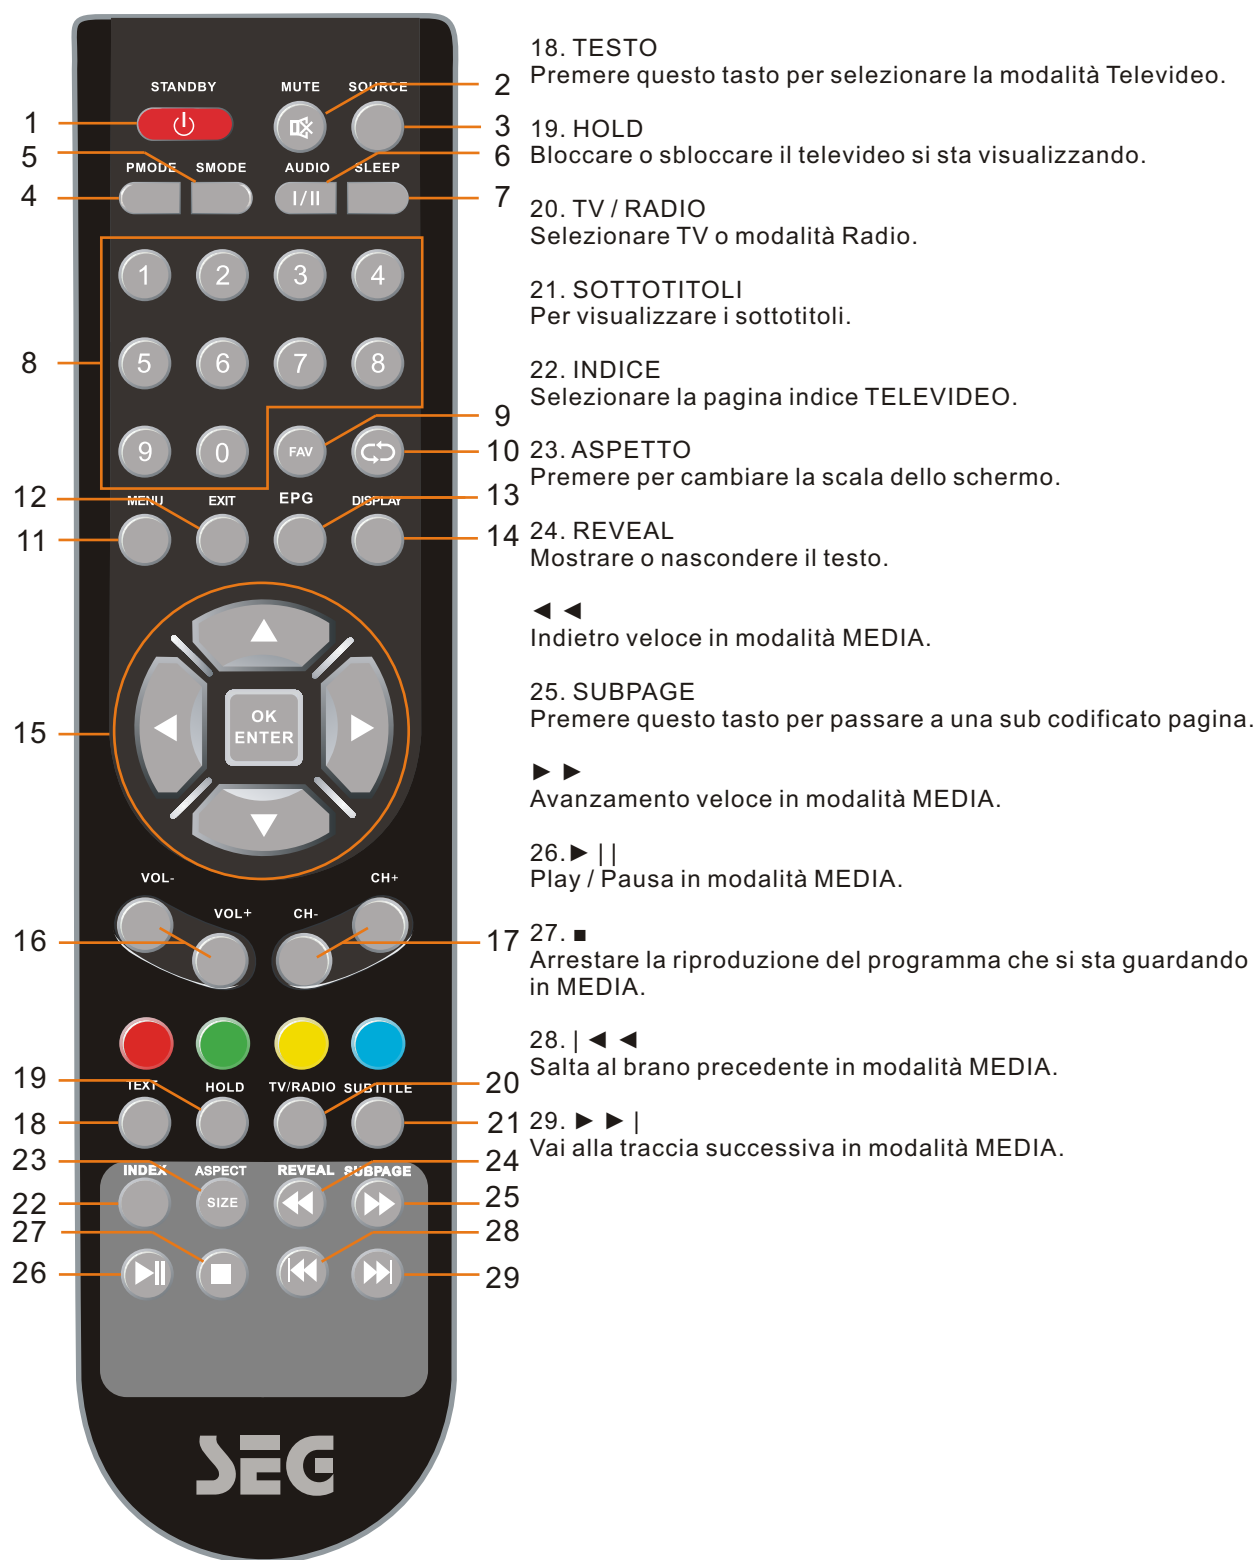 STANDBY MUTE SOURCE
1 2 3
5 6
PMODE SMODE AUDIO SLEEP
4 I/II 7
1 2 3 4
8
5 6 7 8
9 0 FAV
9
10
12 13
MENU EXIT EPG DISPLAY
11 14
15
OK
ENTER
VOL- CH+
VOL+ CH-
16 17
19 20
TEXT HOLD TV/RADIO SUBTITLE
18 21
23 24
INDEX ASPECT REVEAL SUBPAGE
22 SIZE 25
27 28
26 29
SEG
18. TESTO
Premere questo tasto per selezionare la modalità Televideo.
19. HOLD
Bloccare o sbloccare il televideo si sta visualizzando.
20. TV / RADIO
Selezionare TV o modalità Radio.
21. SOTTOTITOLI
Per visualizzare i sottotitoli.
22. INDICE
Selezionare la pagina indice TELEVIDEO.
23. ASPETTO
Premere per cambiare la scala dello schermo.
24. REVEAL
Mostrare o nascondere il testo.
◄ ◄
Indietro veloce in modalità MEDIA.
25. SUBPAGE
Premere questo tasto per passare a una sub codificato pagina.
► ►
Avanzamento veloce in modalità MEDIA.
26.► | |
Play / Pausa in modalità MEDIA.
27. ■
Arrestare la riproduzione del programma che si sta guardando
in MEDIA.
28. | ◄ ◄
Salta al brano precedente in modalità MEDIA.
29. ► ► |
Vai alla traccia successiva in modalità MEDIA.